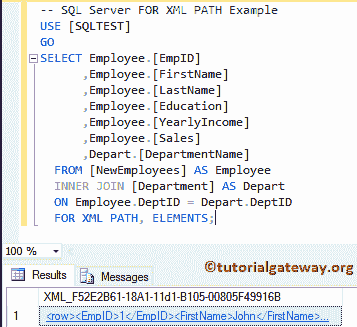 -- SQL Server FOR XML PATH Example
USE [SQLTEST]
GO
SELECT Employee.[EmpID]
,Employee.[FirstName]
,Employee.[LastName]
,Employee.[Education]
,Employee.[YearlyIncome]
,Employee.[Sales]
,Depart.[DepartmentName]
FROM [NewEmployees] AS Employee
INNER JOIN [Department] AS Depart
ON Employee.DeptID = Depart.DeptID
FOR XML PATH, ELEMENTS;
100 %
©tutorialgateway.org
Results Messages
XML_F52E2B61-18A1-11d1-B105-00805F49916B
1 <row><EmpID>1</EmpID><FirstName>John</FirstName>...